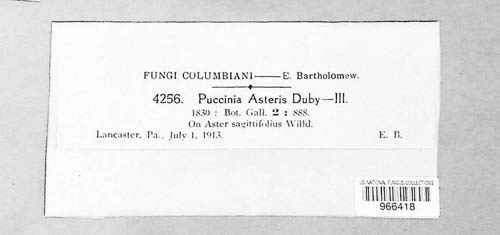 FUNGI COLUMBIANI—E. Bartholomew.
4256. Puccinia Asteris Duby—III.
1830 : Bot. Gall. 2 : 888.
On Aster sagittifolius Willd.
Lancaster, Pa., July 1, 1913. E. B.
US NATIONAL FUNGUS COLLECTIONS
966418